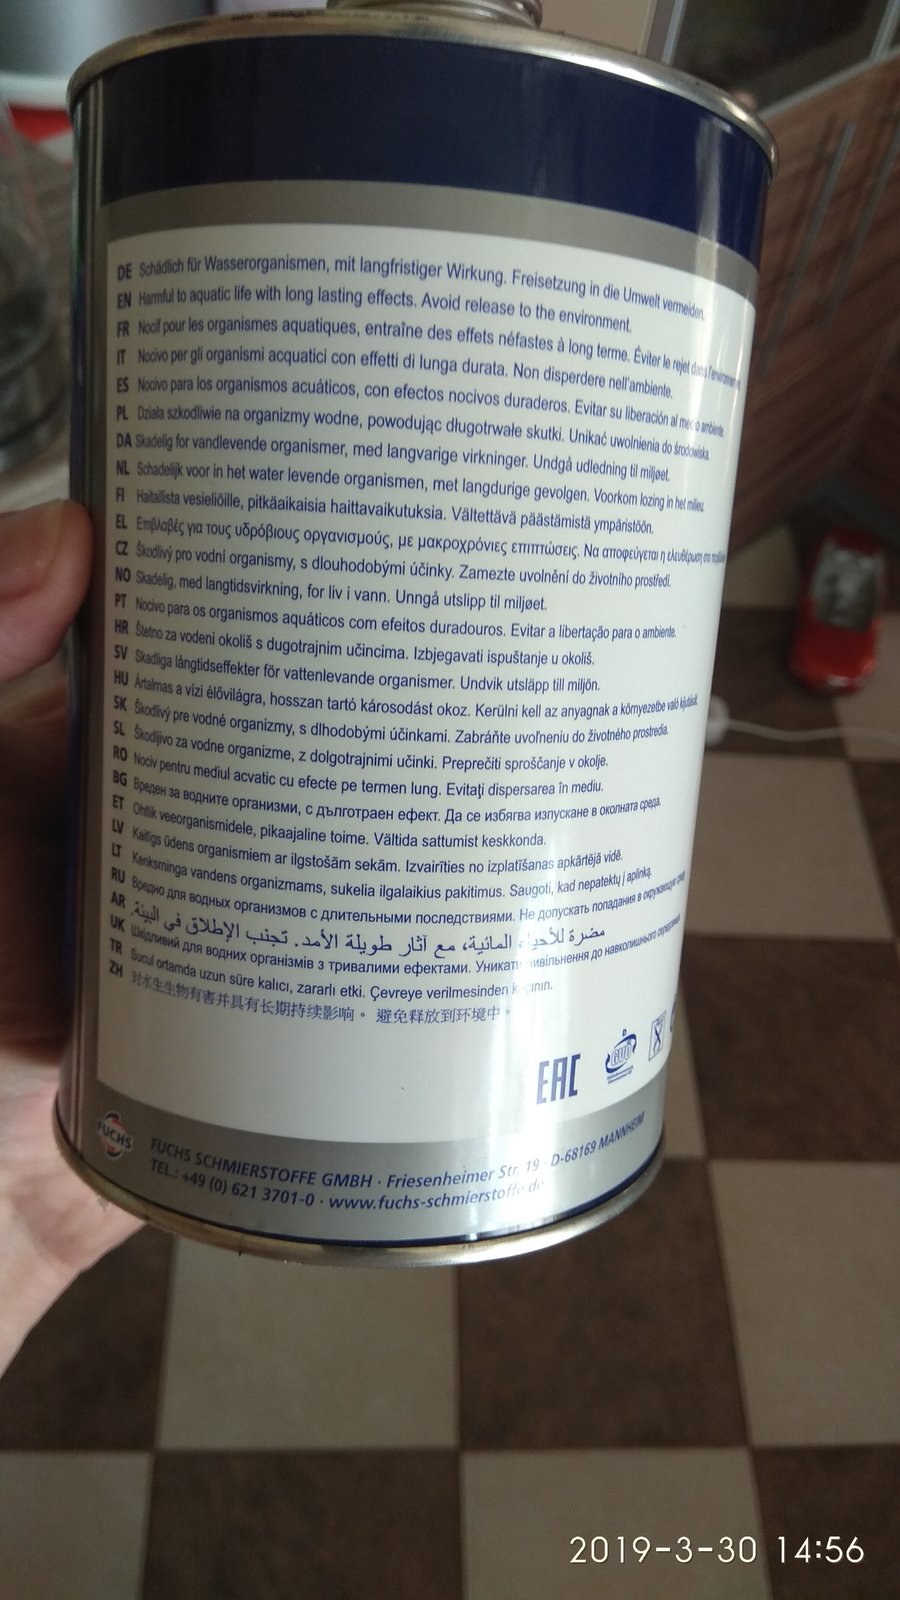 DE Schädlich für Wasserorganismen, mit langfristiger Wirkung. Freisetzung in die Umwelt vermeiden.
EN Harmful to aquatic life with long lasting effects. Avoid release to the environment.
FR Nocif pour les organismes aquatiques, entraîne des effets néfastes à long terme. Éviter le rejet dans l'environnement.
IT Nocivo per gli organismi acquatici con effetti di lunga durata. Non disperdere nell'ambiente.
ES Nocivo para los organismos acuáticos, con efectos nocivos duraderos. Evitar su liberación al medio ambiente.
PL Działa szkodliwie na organizmy wodne, powodując długotrwałe skutki. Unikać uwolnienia do środowiska.
DA Skadelig for vandlevende organismer, med langvarige virkninger. Undgå udledning til miljøet.
NL Schadelijk voor in het water levende organismen, met langdurige gevolgen. Voorkom lozing in het milieu.
FI Haitallista vesieliöille, pitkäaikaisia haittavaikutuksia. Vältettävä päästämistä ympäristöön.
EL Επιβλαβές για τους υδρόβιους οργανισμούς, με μακροχρόνιες επιπτώσεις. Να αποφεύγεται η ελευθέρωση στο
CZ Škodlivý pro vodní organismy, s dlouhodobými účinky. Zamezte uvolnění do životního prostředí.
NO Skadelig, med langtidsvirkning, for liv i vann. Unngå utslipp til miljøet.
PT Nocivo para os organismos aquáticos com efeitos duradouros. Evitar a libertação para o ambiente.
HR Štetno za vodeni okoliš s dugotrajnim učincima. Izbjegavati ispuštanje u okoliš.
SV Skadliga långtidseffekter för vattenlevande organismer. Undvik utsläpp till miljön.
HU Ártalmas a vízi élővilágra, hosszan tartó károsodást okoz. Kerülni kell az anyagnak a környezetbe való kijutását.
SK Škodlivý pre vodné organizmy, s dlhodobými účinkami. Zabráňte uvoľneniu do životného prostredia.
SL Škodljivo za vodne organizme, z dolgotrajnimi učinki. Preprečiti sproščanje v okolje.
RO Nociv pentru mediul acvatic cu efecte pe termen lung. Evitaţi dispersarea în mediu.
BG Вреден за водните организми, с дълготраен ефект. Да се избягва изпускане в околната среда.
ET Ohtlik veeorganismidele, pikaajaline toime. Vältida sattumist keskkonda.
LV Kaitīgs ūdens organismiem ar ilgstošām sekām. Izvairīties no izplatīšanas apkārtējā vidē.
LT Kenksminga vandens organizmams, sukelia ilgalaikius pakitimus. Saugoti, kad nepatektų į aplinką.
RU Вредно для водных организмов с длительными последствиями. Не допускать попадания в окружающую
AR مضرة للأحياء المائية، مع آثار طويلة الأمد. تجنب الإطلاق في البيئة.
UK Шкідливий для водних організмів з тривалими ефектами. Уникати вивільнення до навколишнього середовища
TR Sucul ortamda uzun süre kalıcı, zararlı etki. Çevreye verilmesinden kaçının.
ZH 对水生生物有害并具有长期持续影响。 避免释放到环境中。
EAC
D GVÖ
FUCHS
FUCHS SCHMIERSTOFFE GMBH · Friesenheimer Str. 19 · D-68169 MANNHEIM
TEL.: +49 (0) 621 3701-0 · www.fuchs-schmierstoffe.de
2019-3-30 14:56